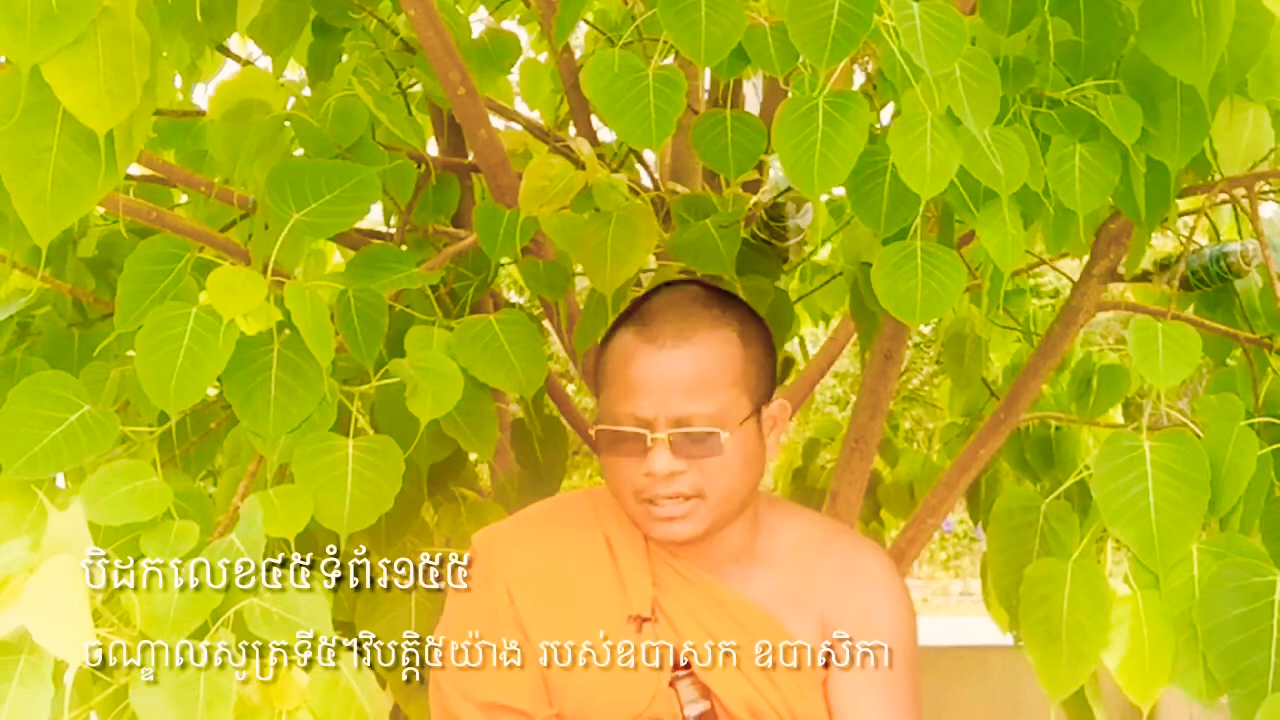 បិដកលេខ៤៥ទំព័រ១៥៥
ចណ្ឌាលសូត្រទី៥។វិបត្តិ៥យ៉ាង របស់ឧបាសក ឧបាសិកា